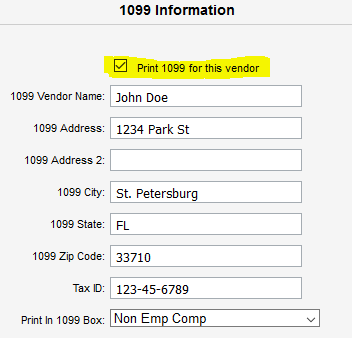 1099 Information
Print 1099 for this vendor
1099 Vendor Name: John Doe
1099 Address: 1234 Park St
1099 Address 2:
1099 City: St. Petersburg
1099 State: FL
1099 Zip Code: 33710
Tax ID: 123-45-6789
Print In 1099 Box: Non Emp Comp